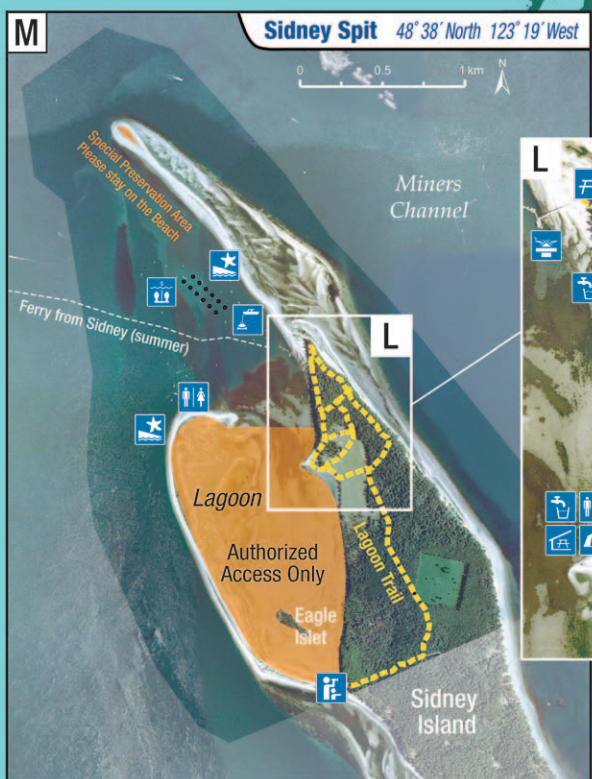 M
Sidney Spit 48° 38′ North 123° 19′ West
0 0.5 1 km
N
Special Preservation Area
Please stay on the Beach
Miners
Channel
L
Ferry from Sidney (summer)
L
Lagoon
Authorized
Access Only
Lagoon Trail
Eagle
Islet
Sidney
Island